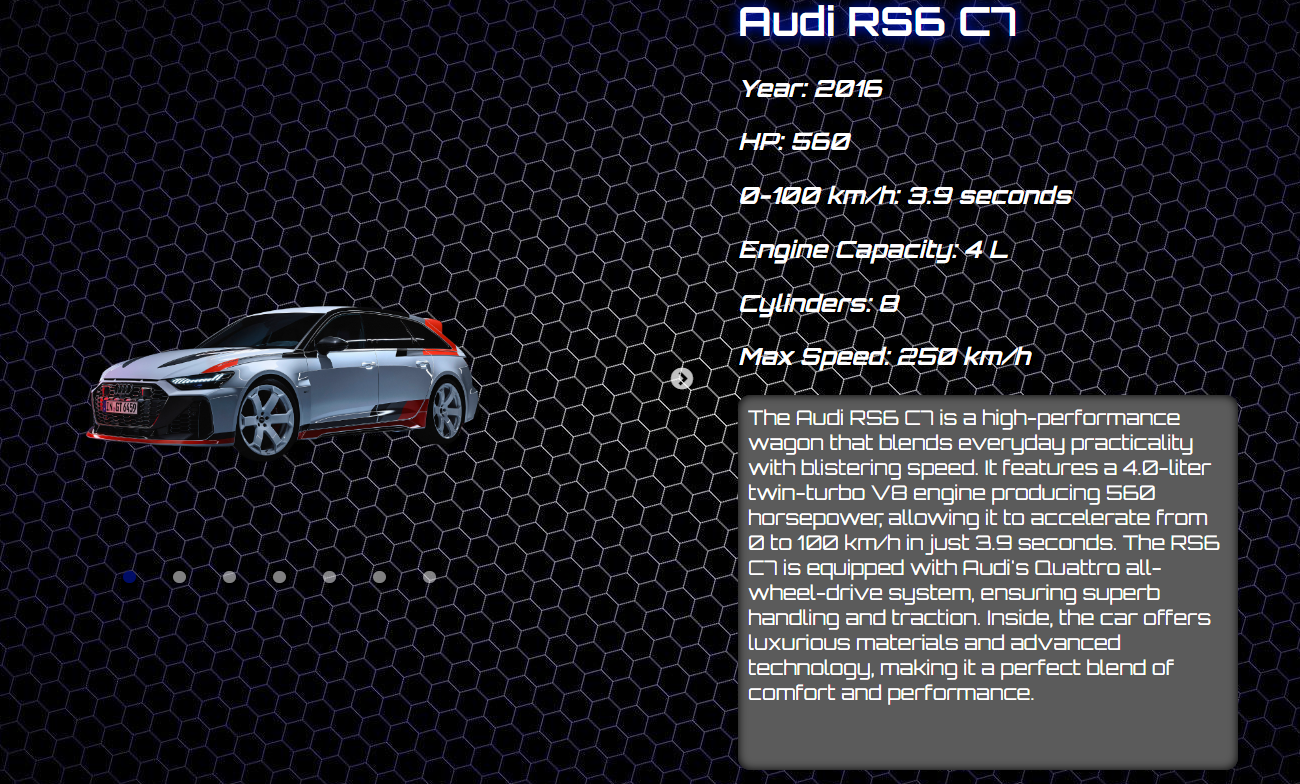 Audi RS6 C7
Year: 2016
HP: 560
0-100 km/h: 3.9 seconds
Engine Capacity: 4 L
Cylinders: 8
Max Speed: 250 km/h
The Audi RS6 C7 is a high-performance
wagon that blends everyday practicality
with blistering speed. It features a 4.0-liter
twin-turbo V8 engine producing 560
horsepower, allowing it to accelerate from
0 to 100 km/h in just 3.9 seconds. The RS6
C7 is equipped with Audi's Quattro all-
wheel-drive system, ensuring superb
handling and traction. Inside, the car offers
luxurious materials and advanced
technology, making it a perfect blend of
comfort and performance.